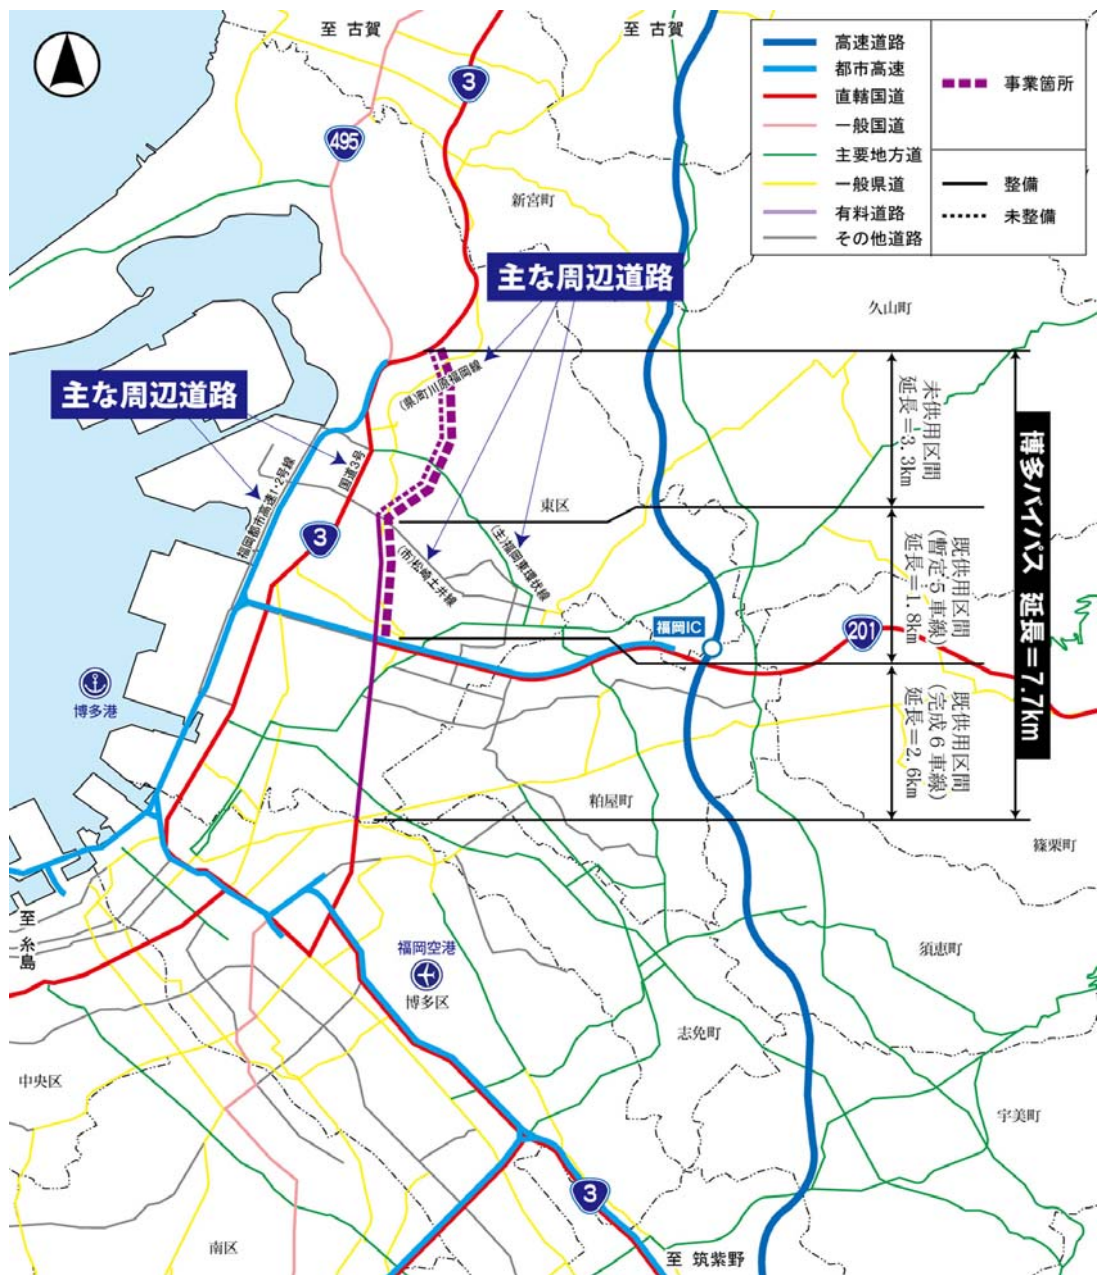 至 古賀
至 古賀
高速道路
都市高速
直轄国道
一般国道
主要地方道
一般県道
有料道路
その他道路
事業箇所
整備
未整備
3
495
新宮町
主な周辺道路
久山町
主な周辺道路
(県)町川原福岡線
国道3号
福岡都市高速1・2号線
3
東区
(市)松崎土井線
(主)福岡東環状線
未供用区間
延長=3.3km
既供用区間
(暫定5車線)
延長=1.8km
既供用区間
(完成6車線)
延長=2.6km
博多バイパス 延長=7.7km
福岡IC
201
博多港
粕屋町
篠栗町
至 糸島
福岡空港
博多区
須恵町
志免町
中央区
宇美町
3
南区
至 筑紫野